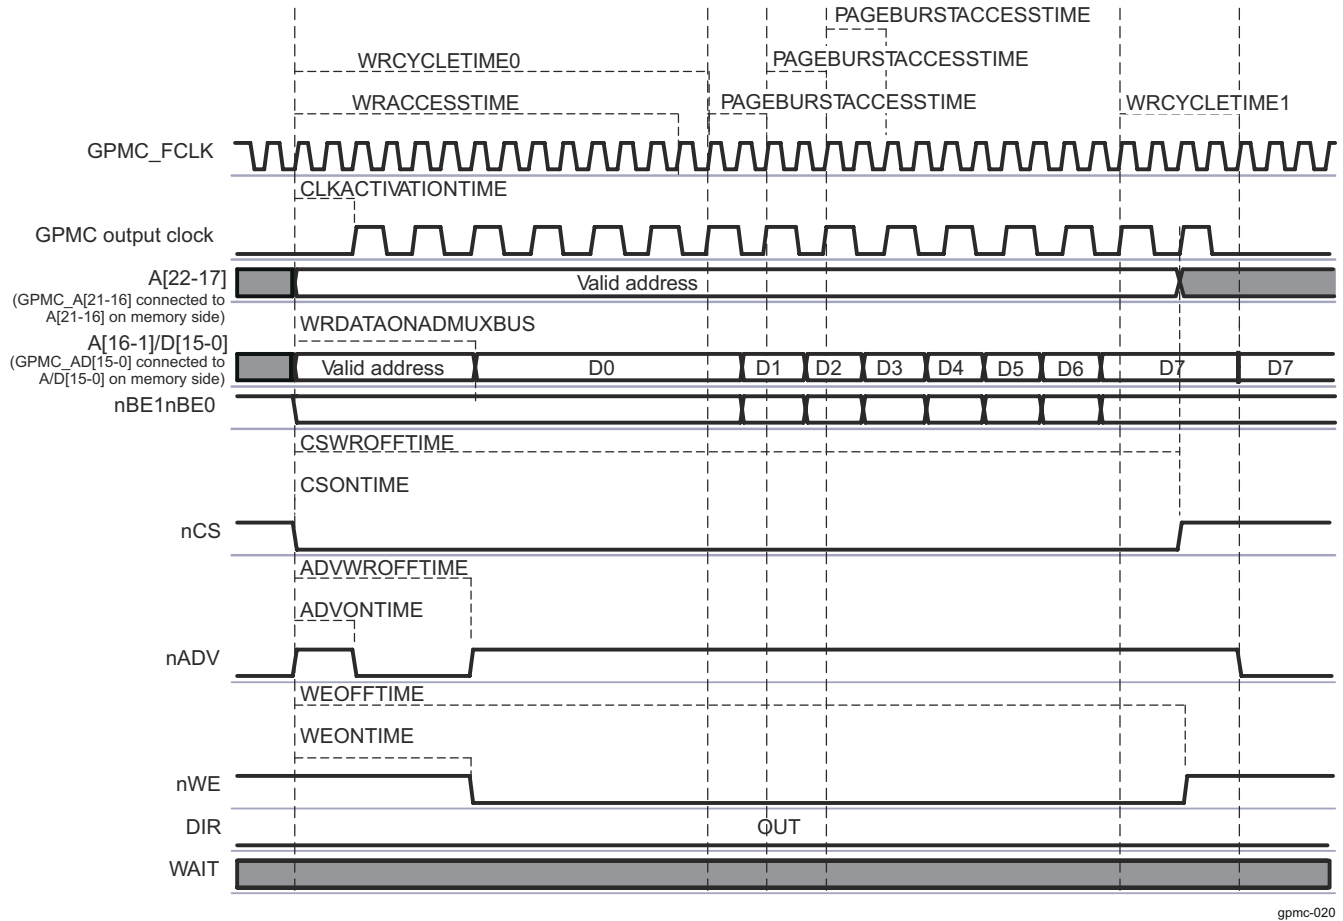 PAGEBURSTACCESSTIME
WRCYCLETIME0
PAGEBURSTACCESSTIME
WRACCESSTIME
PAGEBURSTACCESSTIME
WRCYCLETIME1
GPMC_FCLK
CLKACTIVATIONTIME
GPMC output clock
A[22-17]
Valid address
(GPMC_A[21-16] connected to
A[21-16] on memory side)
WRDATAONADMUXBUS
A[16-1]/D[15-0]
(GPMC_AD[15-0] connected to
A/D[15-0] on memory side)
Valid address D0 D1 D2 D3 D4 D5 D6 D7 D7
nBE1nBE0
CSWROFFTIME
CSONTIME
nCS
ADVWROFFTIME
ADVONTIME
nADV
WEOFFTIME
WEONTIME
nWE
DIR OUT
WAIT
gpmc-020